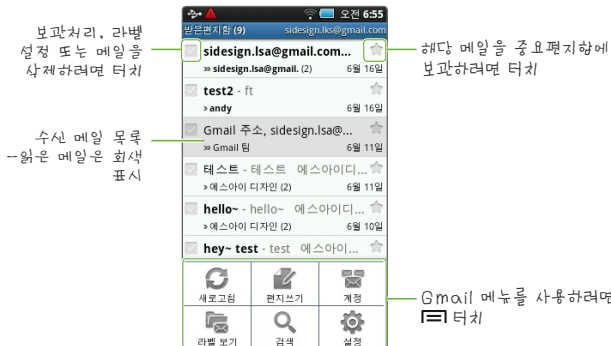 오전 6:55
받은편지함 (9) sidesign.lks@gmail.com
보관처리, 라벨
설정 또는 메일을
삭제하려면 터치
sidesign.lsa@gmail.com...
» sidesign.lsa@gmail. (2) 6월 16일
해당 메일을 중요편지함에
보관하려면 터치
test2 - ft
› andy 6월 16일
수신 메일 목록
-읽은 메일은 회색
표시
Gmail 주소, sidesign.lsa@...
» Gmail 팀 6월 11일
테스트 - 테스트 에스아이디...
› 에스아이 디자인 (2) 6월 11일
hello~ - hello~ 에스아이디...
› 에스아이 디자인 (2) 6월 10일
hey~ test - test 에스아이...
새로고침 편지쓰기 계정
라벨 보기 검색 설정
Gmail 메뉴를 사용하려면
터치